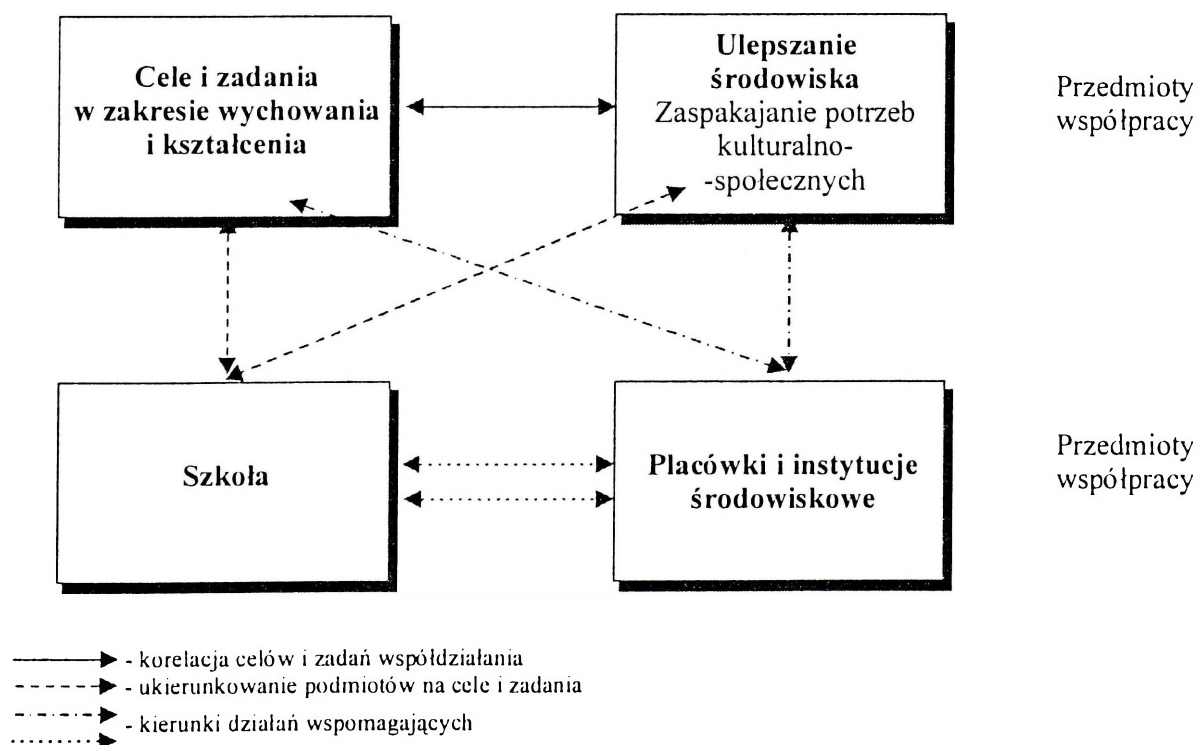 Cele i zadania
w zakresie wychowania
i kształcenia
Ulepszanie
środowiska
Zaspakajanie potrzeb
kulturalno-
-społecznych
Przedmioty
współpracy
Szkoła
Placówki i instytucje
środowiskowe
Przedmioty
współpracy
- korelacja celów i zadań współdziałania
- ukierunkowanie podmiotów na cele i zadania
- kierunki działań wspomagających